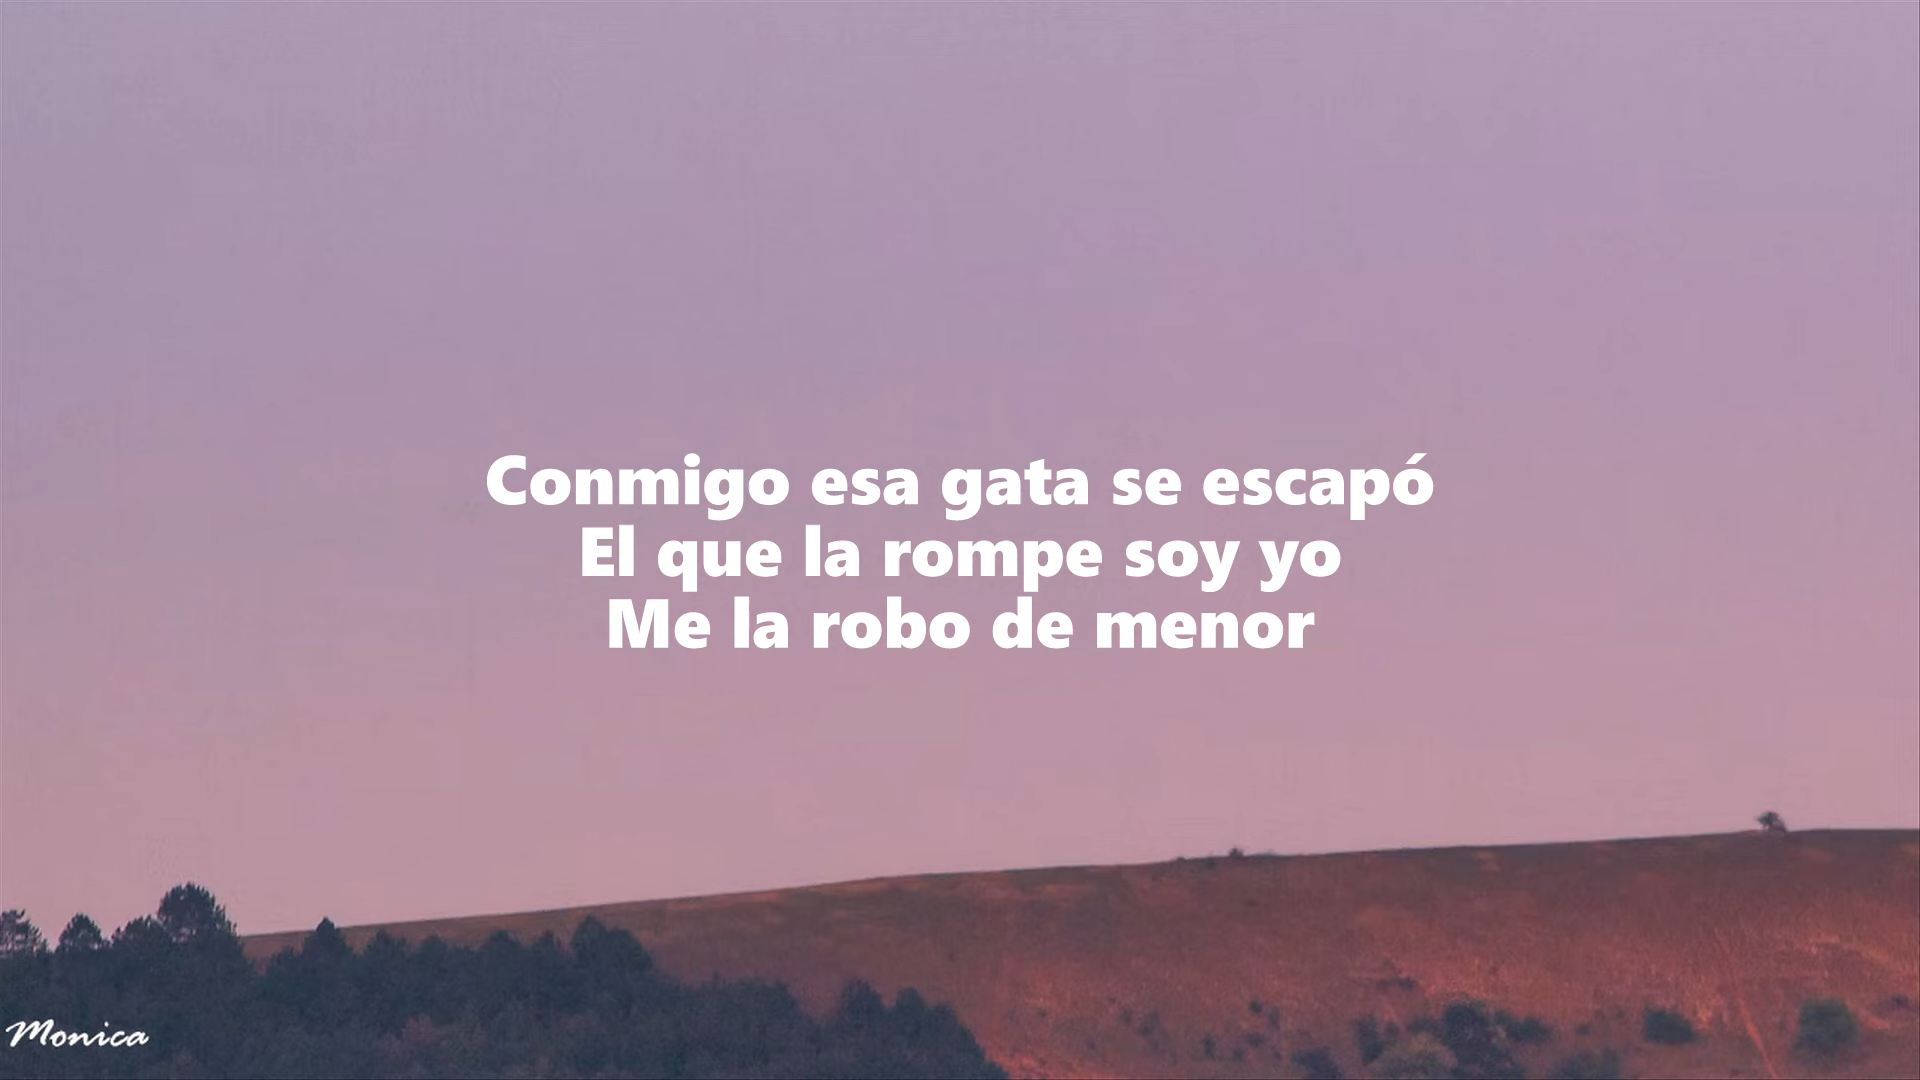 Conmigo esa gata se escapó
El que la rompe soy yo
Me la robo de menor
Monica